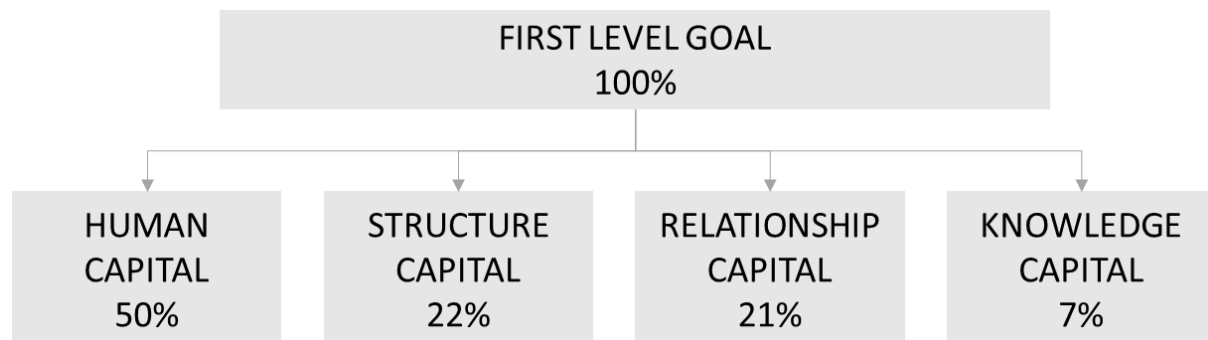 FIRST LEVEL GOAL
100%
HUMAN
CAPITAL
50%
STRUCTURE
CAPITAL
22%
RELATIONSHIP
CAPITAL
21%
KNOWLEDGE
CAPITAL
7%